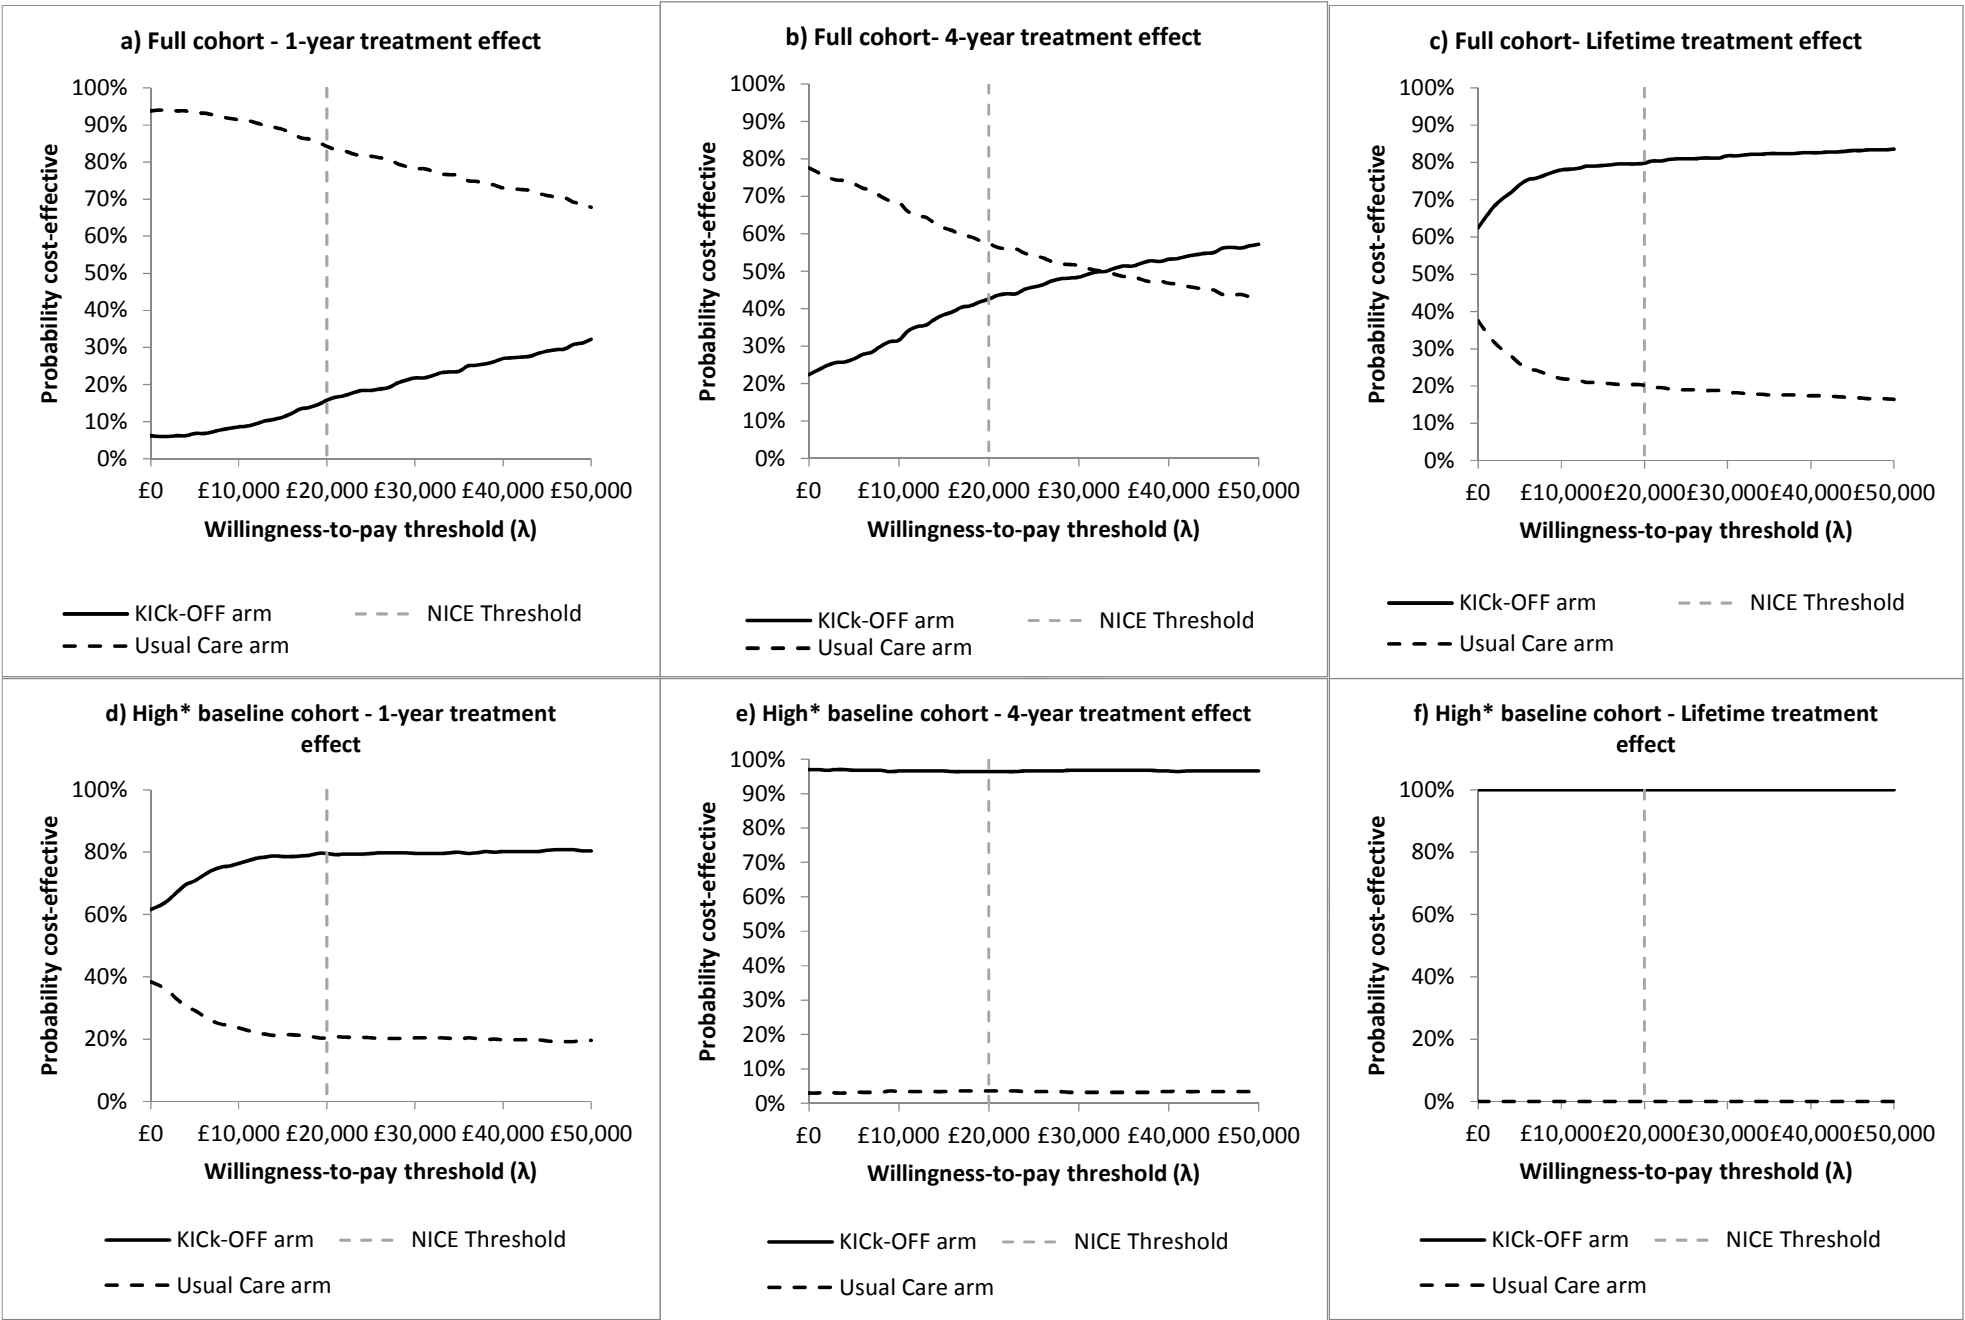 a) Full cohort - 1-year treatment effect
100%
90%
80%
70%
60%
50%
40%
30%
20%
10%
0%
Probability cost-effective
£0 £10,000 £20,000 £30,000 £40,000 £50,000
Willingness-to-pay threshold (λ)
KICk-OFF arm NICE Threshold
Usual Care arm
b) Full cohort- 4-year treatment effect
100%
90%
80%
70%
60%
50%
40%
30%
20%
10%
0%
Probability cost-effective
£0 £10,000 £20,000 £30,000 £40,000 £50,000
Willingness-to-pay threshold (λ)
KICk-OFF arm NICE Threshold
Usual Care arm
c) Full cohort- Lifetime treatment effect
100%
90%
80%
70%
60%
50%
40%
30%
20%
10%
0%
Probability cost-effective
£0 £10,000 £20,000 £30,000 £40,000 £50,000
Willingness-to-pay threshold (λ)
KICk-OFF arm NICE Threshold
Usual Care arm
d) High* baseline cohort - 1-year treatment
effect
100%
80%
60%
40%
20%
0%
Probability cost-effective
£0 £10,000 £20,000 £30,000 £40,000 £50,000
Willingness-to-pay threshold (λ)
KICk-OFF arm NICE Threshold
Usual Care arm
e) High* baseline cohort - 4-year treatment effect
100%
90%
80%
70%
60%
50%
40%
30%
20%
10%
0%
Probability cost-effective
£0 £10,000 £20,000 £30,000 £40,000 £50,000
Willingness-to-pay threshold (λ)
KICk-OFF arm NICE Threshold
Usual Care arm
f) High* baseline cohort - Lifetime treatment
effect
100%
80%
60%
40%
20%
0%
Probability cost-effective
£0 £10,000 £20,000 £30,000 £40,000 £50,000
Willingness-to-pay threshold (λ)
KICk-OFF arm NICE Threshold
Usual Care arm